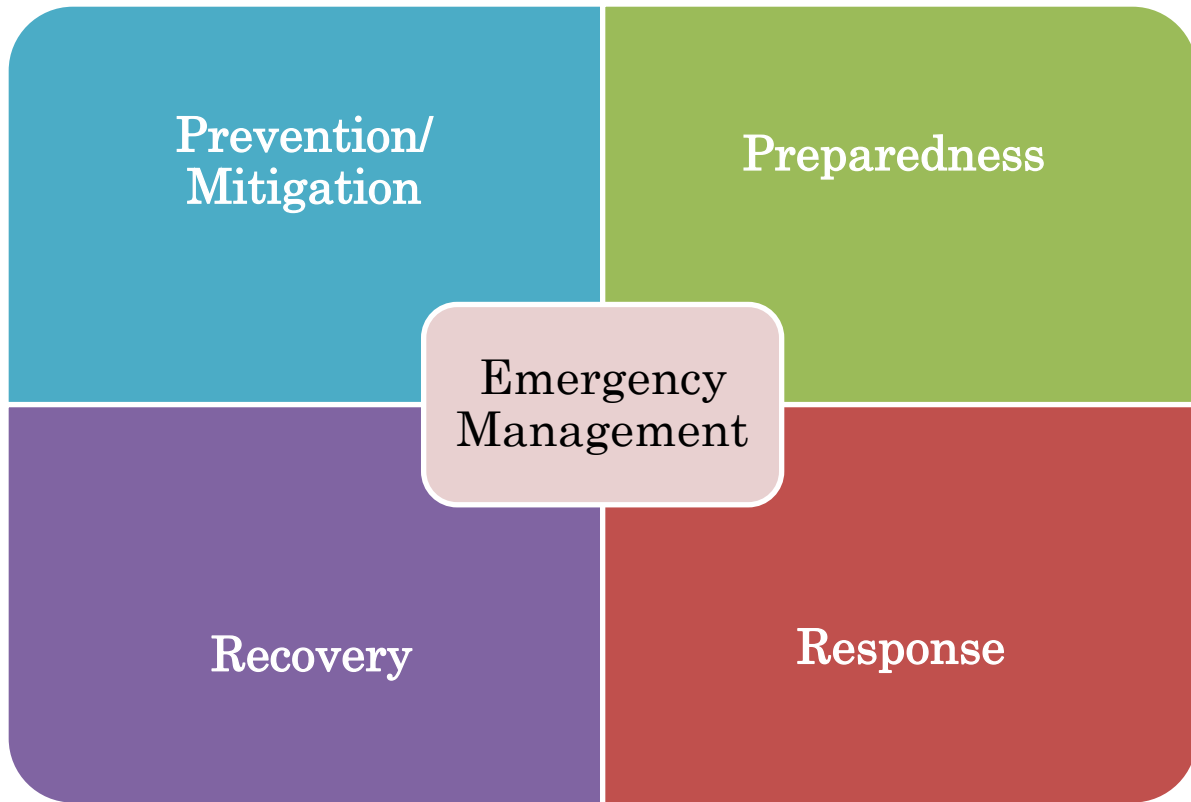 Prevention/
Mitigation
Preparedness
Emergency
Management
Recovery
Response